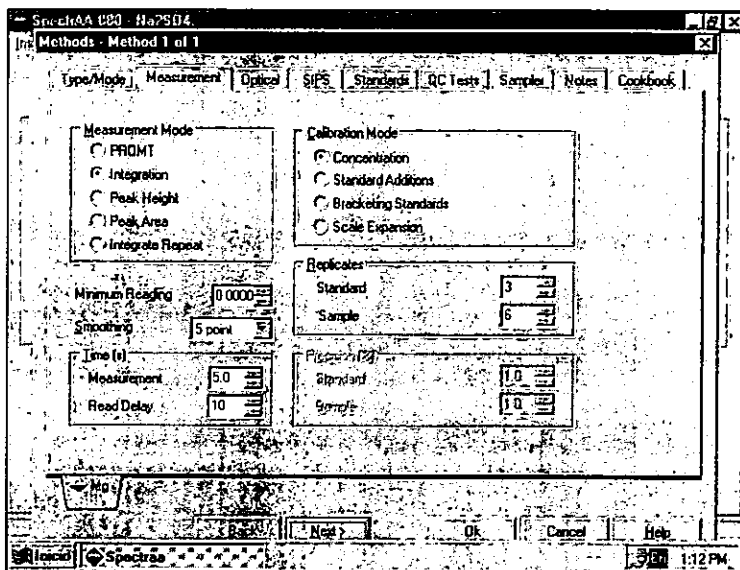 SpectrAA 880 - Na2SO4.
Methods - Method 1 of 1
Type/Mode Measurement Optical SIPS Standards QC Tests Sampler Notes Cookbook
Measurement Mode
PROMT
Integration
Peak Height
Peak Area
Integrate Repeat
Calibration Mode
Concentration
Standard Additions
Bracketing Standards
Scale Expansion
Minimum Reading 0.0000
Smoothing 5 point
Replicates
Standard 3
Sample 6
Time (s)
Measurement 5.0
Read Delay 10
Precision (%)
Standard 1.0
Sample 1.0
< Back Next > Ok Cancel Help
Inicio Spectraa En 1:12 PM